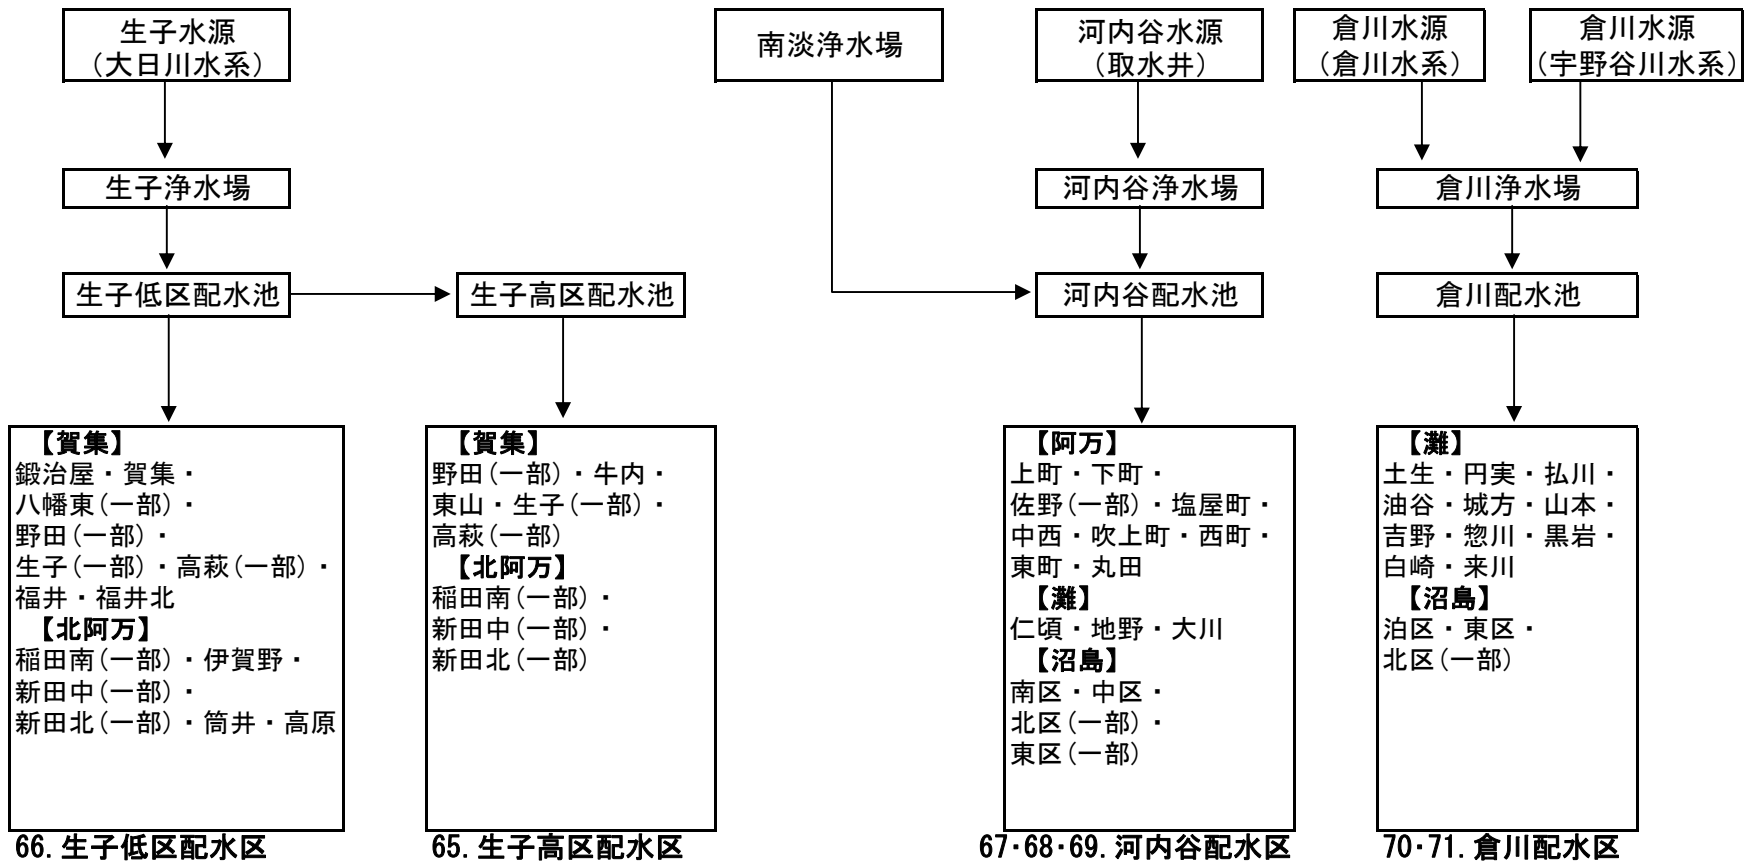 生子水源
（大日川水系）
南淡浄水場
河内谷水源
（取水井）
倉川水源
（倉川水系）
倉川水源
（宇野谷川水系）
生子浄水場
河内谷浄水場
倉川浄水場
生子低区配水池
生子高区配水池
河内谷配水池
倉川配水池
【賀集】
鍛治屋・賀集・
八幡東(一部)・
野田(一部)・
生子(一部)・高萩(一部)・
福井・福井北
【北阿万】
稲田南(一部)・伊賀野・
新田中(一部)・
新田北(一部)・筒井・高原
66.生子低区配水区
【賀集】
野田(一部)・牛内・
東山・生子(一部)・
高萩(一部)
【北阿万】
稲田南(一部)・
新田中(一部)・
新田北(一部)
65.生子高区配水区
【阿万】
上町・下町・
佐野(一部)・塩屋町・
中西・吹上町・西町・
東町・丸田
【灘】
仁頃・地野・大川
【沼島】
南区・中区・
北区(一部)・
東区(一部)
67・68・69.河内谷配水区
【灘】
土生・円実・払川・
油谷・城方・山本・
吉野・惣川・黒岩・
白崎・来川
【沼島】
泊区・東区・
北区(一部)
70・71.倉川配水区